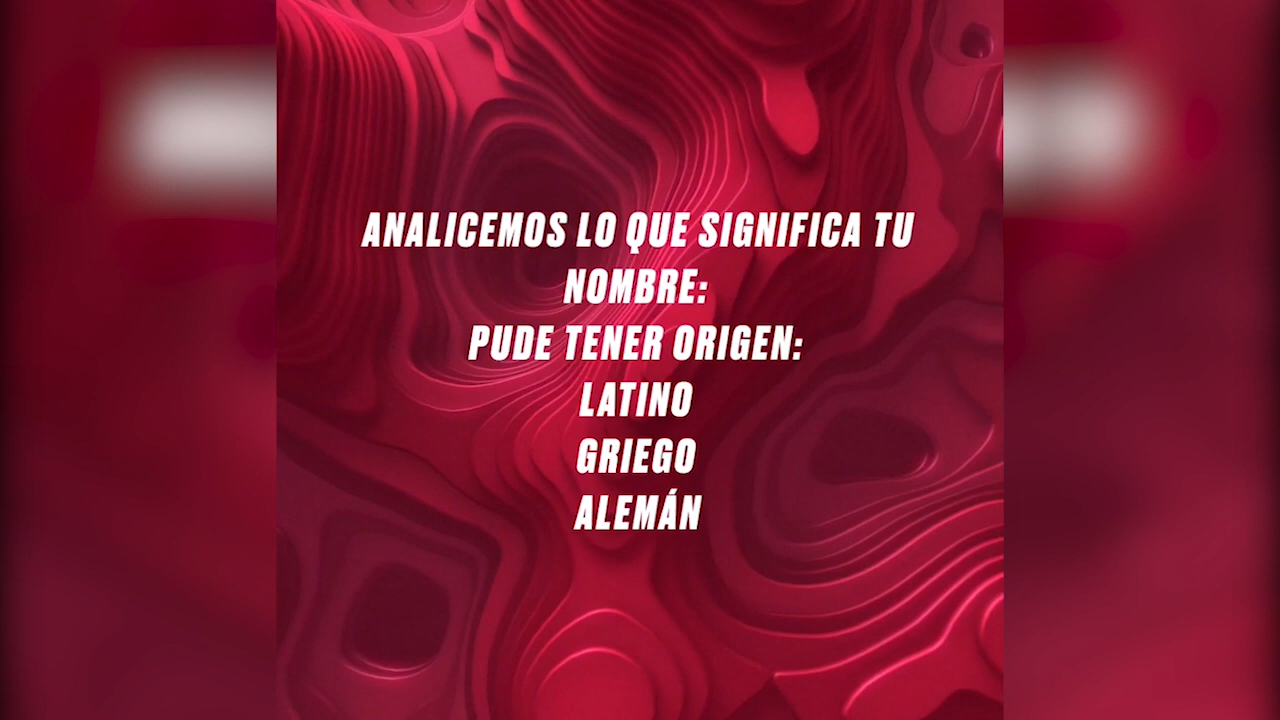 ANALICEMOS LO QUE SIGNIFICA TU
NOMBRE:
PUDE TENER ORIGEN:
LATINO
GRIEGO
ALEMÁN